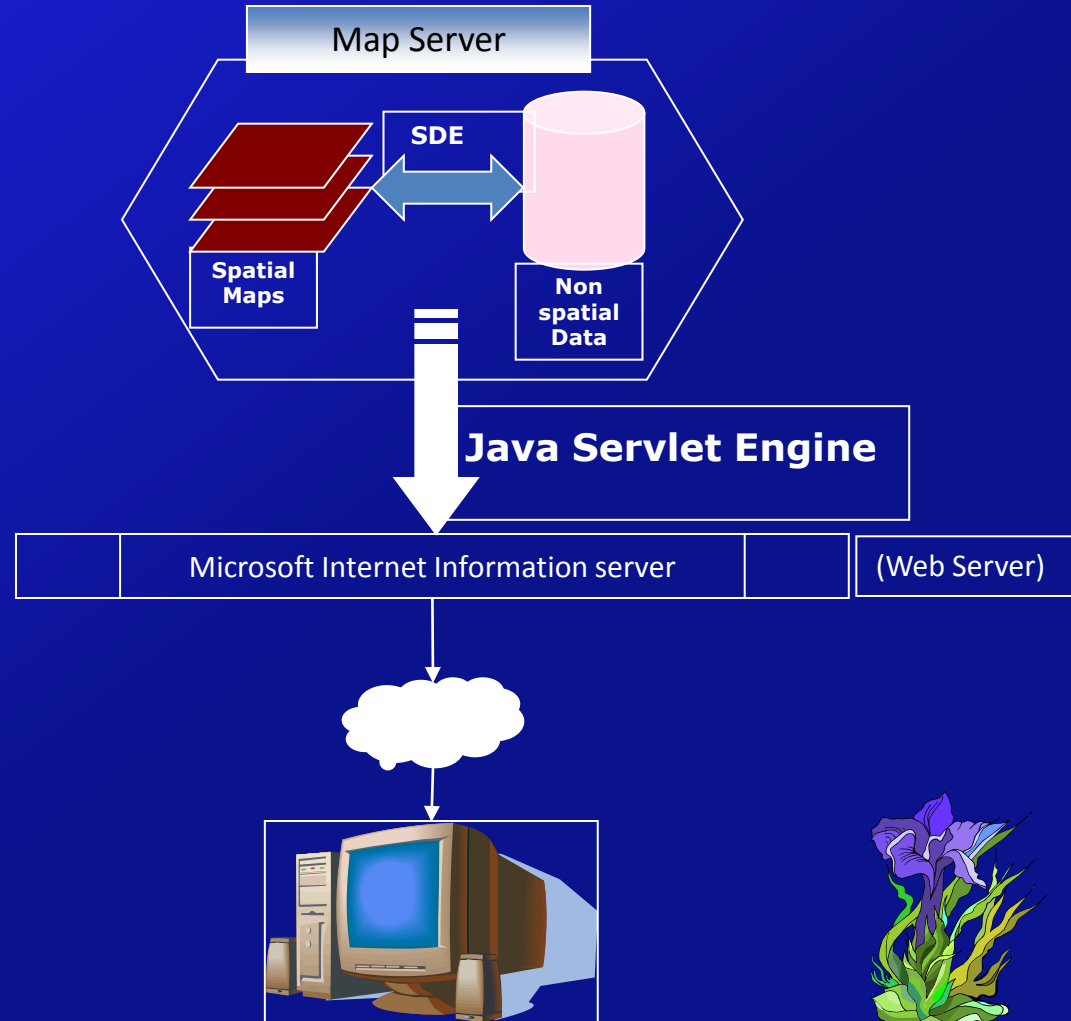 Map Server
SDE
Spatial
Maps
Non
spatial
Data
Java Servlet Engine
Microsoft Internet Information server
(Web Server)